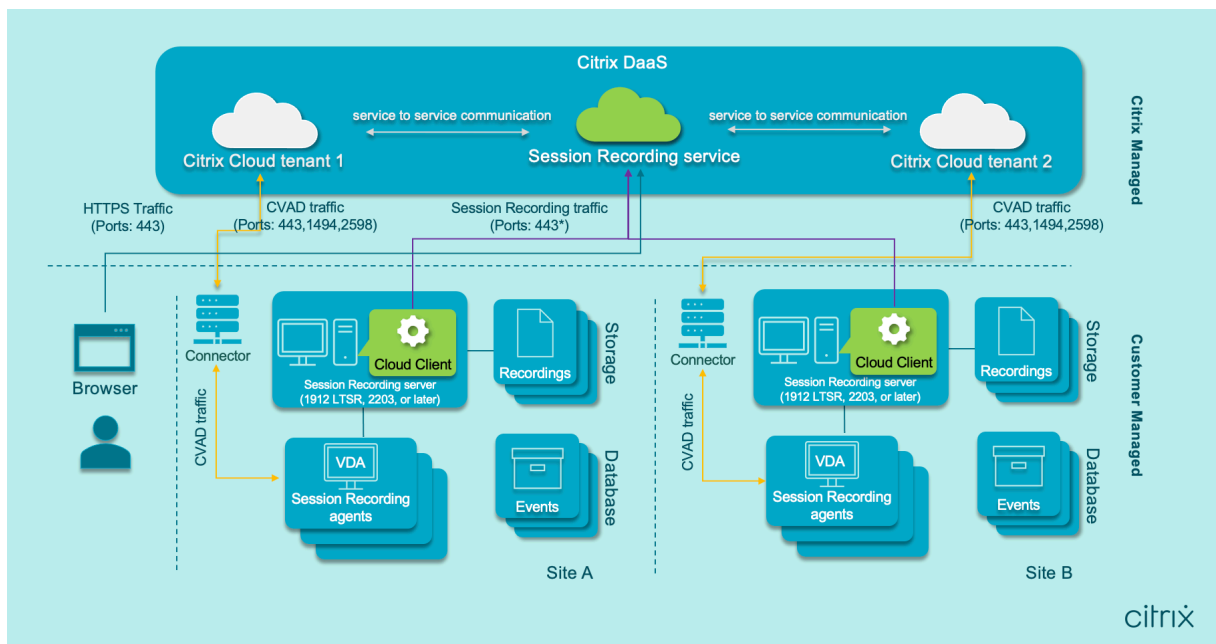 Citrix DaaS
service to service communication
service to service communication
Citrix Cloud tenant 1
Session Recording service
Citrix Cloud tenant 2
Citrix Managed
HTTPS Traffic
(Ports: 443)
CVAD traffic
(Ports: 443,1494,2598)
Session Recording traffic
(Ports: 443*)
CVAD traffic
(Ports: 443,1494,2598)
Browser
Connector
CVAD traffic
Cloud Client
Session Recording server
(1912 LTSR, 2203, or later)
Recordings
Storage
VDA
Session Recording
agents
Events
Database
Site A
Connector
CVAD traffic
Cloud Client
Session Recording server
(1912 LTSR, 2203, or later)
Recordings
Storage
VDA
Session Recording
agents
Events
Database
Site B
Customer Managed
citrix